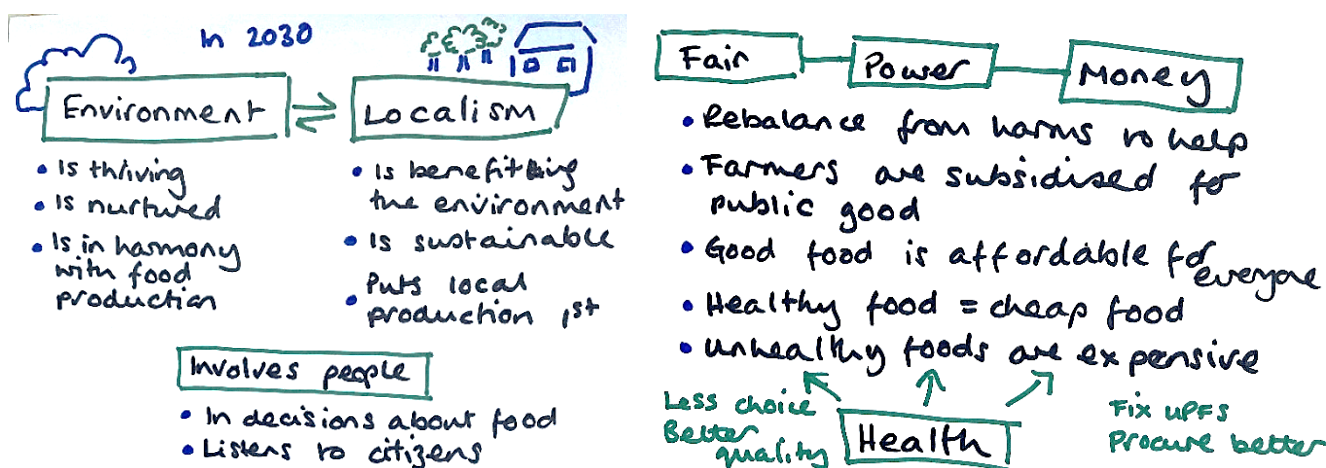 In 2030
Environment
Localism
• Is thriving
• Is nurtured
• Is in harmony
with food
production
• Is benefitting
the environment
• Is sustainable
• Puts local
production 1st
Involves people
• In decisions about food
• Listens to citizens
Fair
Power
Money
• Rebalance from harms to help
• Farmers are subsidised for
public good
• Good food is affordable for
everyone
• Healthy food = cheap food
• Unhealthy foods are expensive
Less choice
Better
quality
Health
Fix UPFs
Procure better